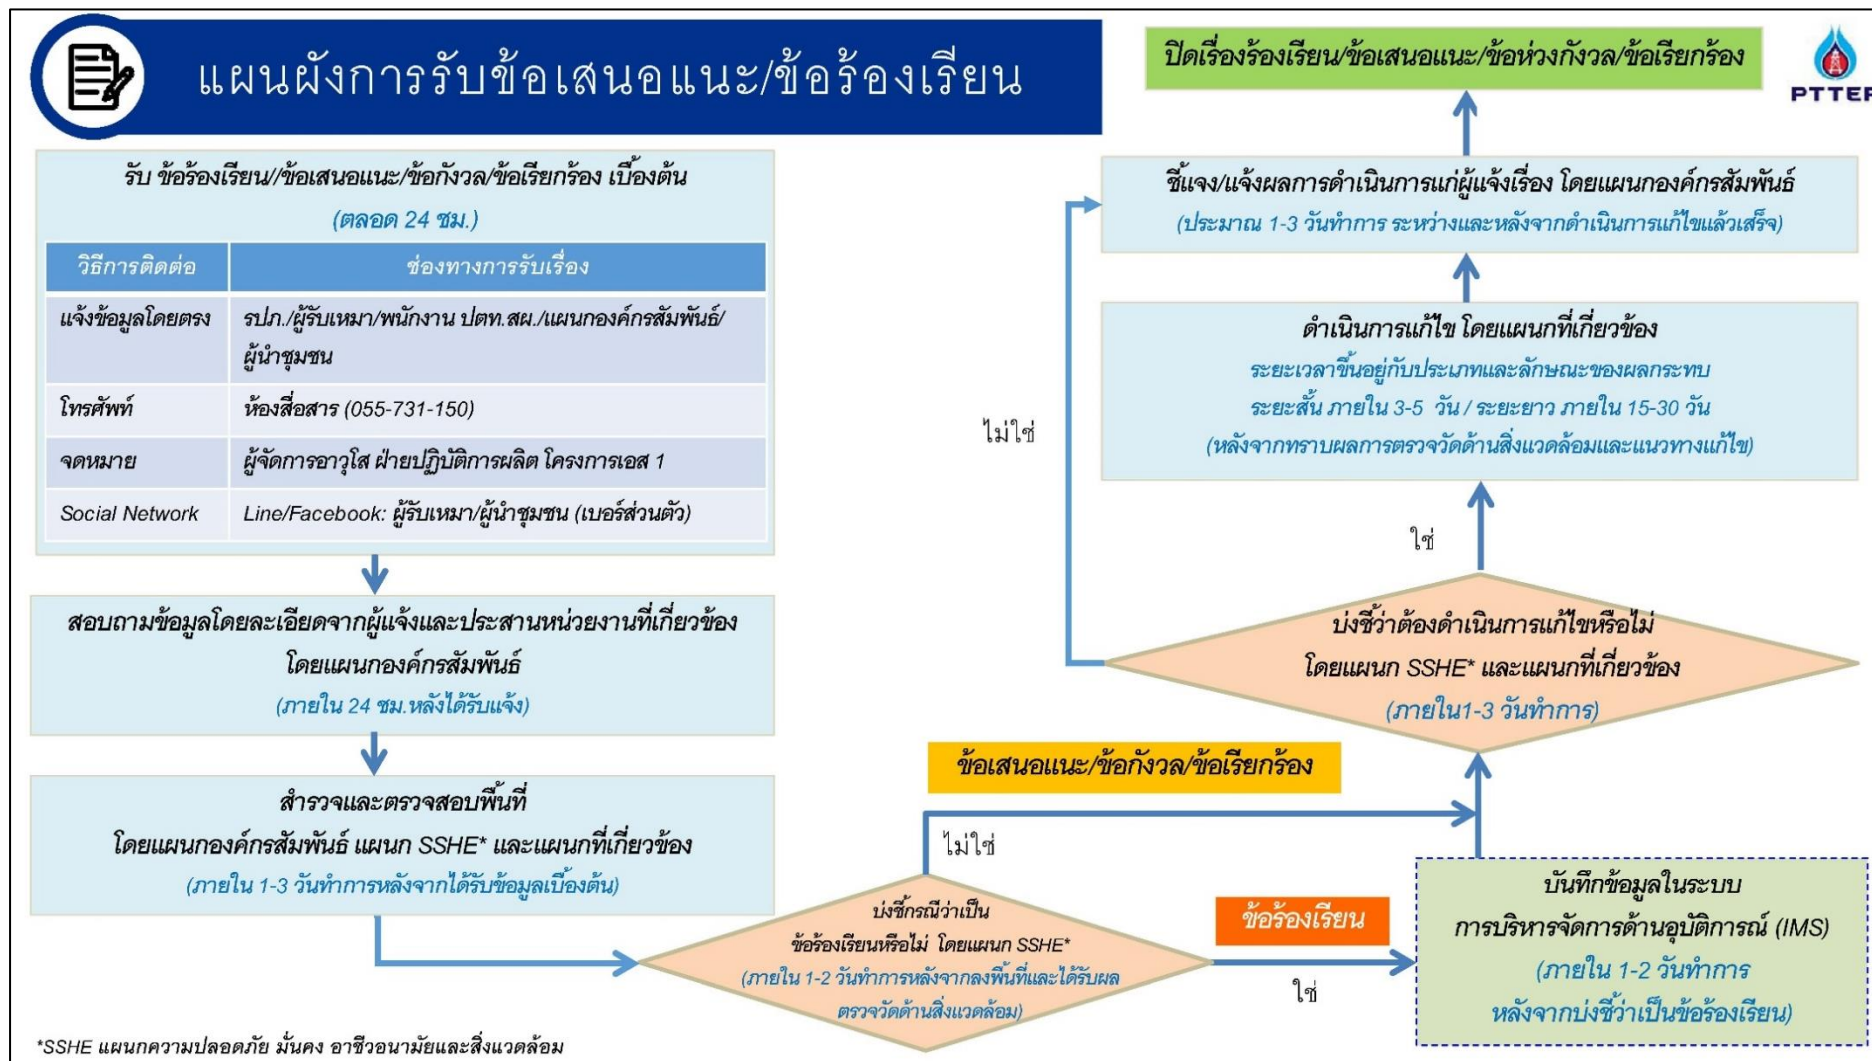 แผนผังการรับข้อเสนอแนะ/ข้อร้องเรียน
รับ ข้อร้องเรียน//ข้อเสนอแนะ/ข้อกังวล/ข้อเรียกร้อง เบื้องต้น
(ตลอด 24 ชม.)
วิธีการติดต่อ ช่องทางการรับเรื่อง
แจ้งข้อมูลโดยตรง รปภ./ผู้รับเหมา/พนักงาน ปตท.สผ./แผนกองค์กรสัมพันธ์/
ผู้นำชุมชน
โทรศัพท์ ห้องสื่อสาร (055-731-150)
จดหมาย ผู้จัดการอาวุโส ฝ่ายปฏิบัติการผลิต โครงการเอส 1
Social Network Line/Facebook: ผู้รับเหมา/ผู้นำชุมชน (เบอร์ส่วนตัว)
สอบถามข้อมูลโดยละเอียดจากผู้แจ้งและประสานหน่วยงานที่เกี่ยวข้อง
โดยแผนกองค์กรสัมพันธ์
(ภายใน 24 ชม.หลังได้รับแจ้ง)
สำรวจและตรวจสอบพื้นที่
โดยแผนกองค์กรสัมพันธ์ แผนก SSHE* และแผนกที่เกี่ยวข้อง
(ภายใน 1-3 วันทำการหลังจากได้รับข้อมูลเบื้องต้น)
บ่งชี้กรณีว่าเป็น
ข้อร้องเรียนหรือไม่ โดยแผนก SSHE*
(ภายใน 1-2 วันทำการหลังจากลงพื้นที่และได้รับผล
ตรวจวัดด้านสิ่งแวดล้อม)
ไม่ใช่
ข้อเสนอแนะ/ข้อกังวล/ข้อเรียกร้อง
ข้อร้องเรียน
ใช่
บันทึกข้อมูลในระบบ
การบริหารจัดการด้านอุบัติการณ์ (IMS)
(ภายใน 1-2 วันทำการ
หลังจากบ่งชี้ว่าเป็นข้อร้องเรียน)
บ่งชี้ว่าต้องดำเนินการแก้ไขหรือไม่
โดยแผนก SSHE* และแผนกที่เกี่ยวข้อง
(ภายใน1-3 วันทำการ)
ไม่ใช่
ใช่
ดำเนินการแก้ไข โดยแผนกที่เกี่ยวข้อง
ระยะเวลาขึ้นอยู่กับประเภทและลักษณะของผลกระทบ
ระยะสั้น ภายใน 3-5 วัน / ระยะยาว ภายใน 15-30 วัน
(หลังจากทราบผลการตรวจวัดด้านสิ่งแวดล้อมและแนวทางแก้ไข)
ชี้แจง/แจ้งผลการดำเนินการแก่ผู้แจ้งเรื่อง โดยแผนกองค์กรสัมพันธ์
(ประมาณ 1-3 วันทำการ ระหว่างและหลังจากดำเนินการแก้ไขแล้วเสร็จ)
ปิดเรื่องร้องเรียน/ข้อเสนอแนะ/ข้อห่วงกังวล/ข้อเรียกร้อง
PTTEP
*SSHE แผนกความปลอดภัย มั่นคง อาชีวอนามัยและสิ่งแวดล้อม